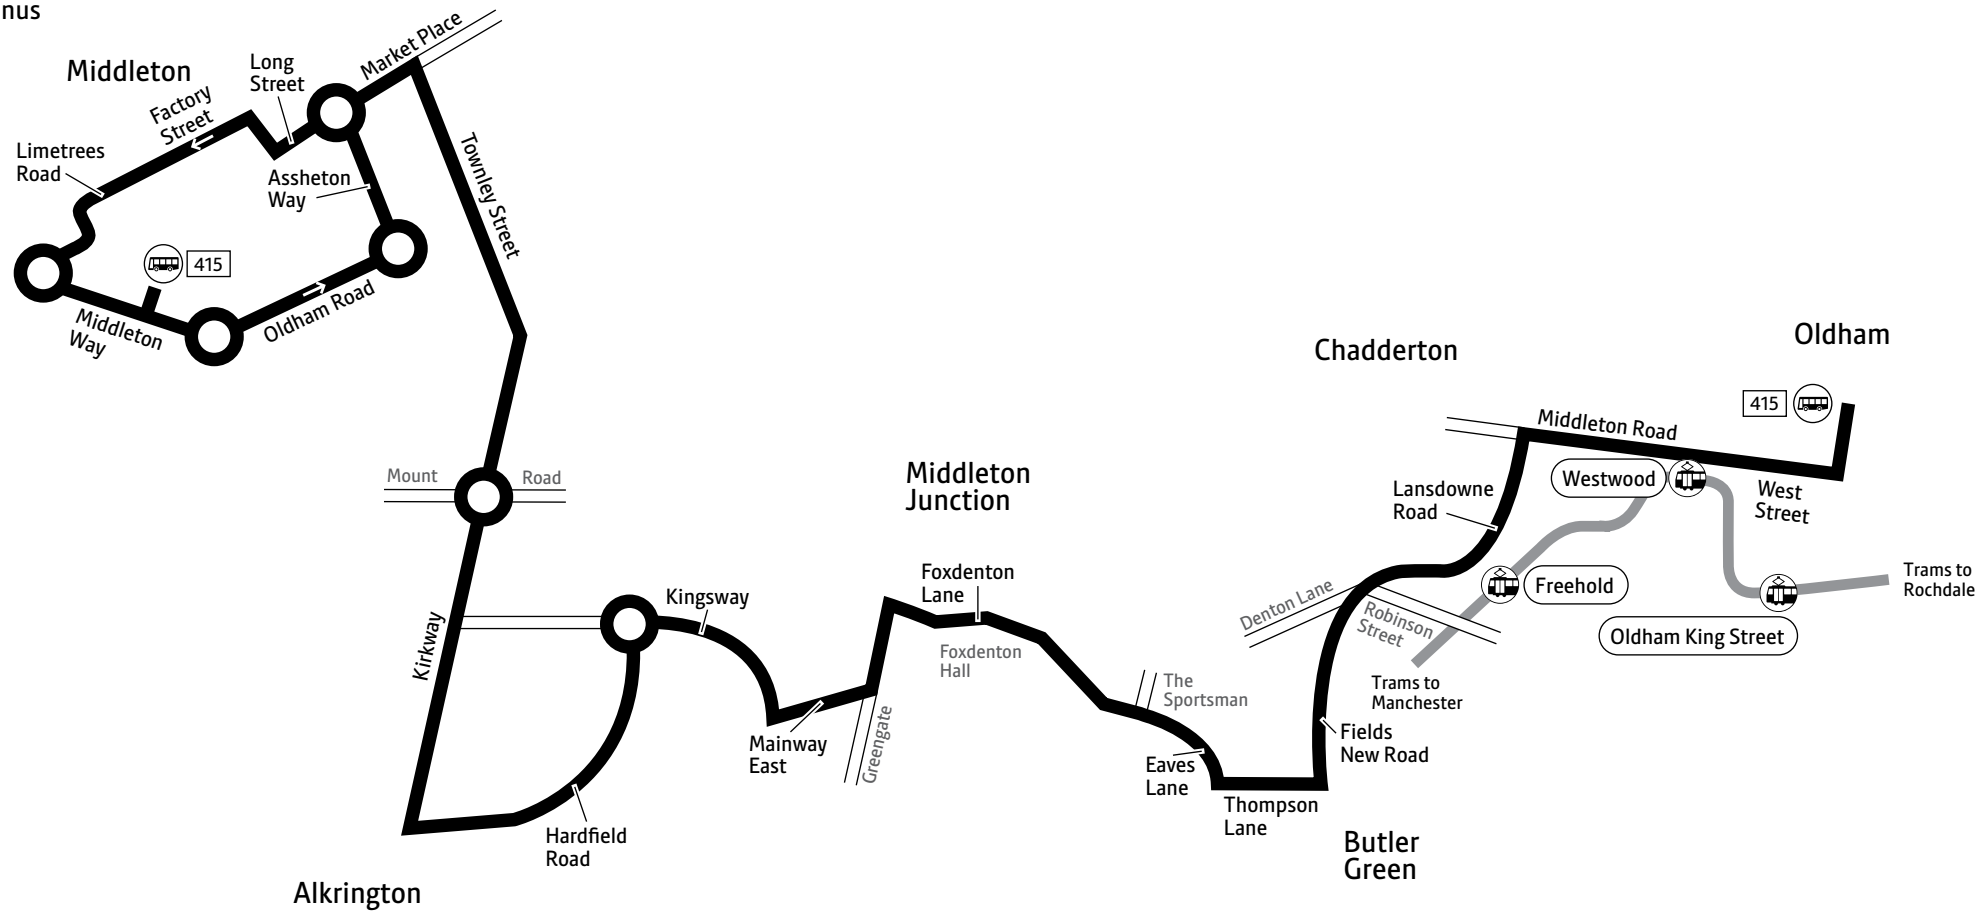 nus
Middleton
Long
Street
Market Place
Factory
Street
Limetrees
Road
Assheton
Way
Townley Street
415
Middleton
Way
Oldham Road
Mount
Road
Kirkway
Kingsway
Hardfield
Road
Alkrington
Mainway
East
Greengate
Middleton
Junction
Foxdenton
Lane
Foxdenton
Hall
The
Sportsman
Eaves
Lane
Thompson
Lane
Butler
Green
Fields
New Road
Denton Lane
Robinson
Street
Trams to
Manchester
Lansdowne
Road
Chadderton
Middleton Road
Oldham
415
Westwood
West
Street
Freehold
Oldham King Street
Trams to
Rochdale